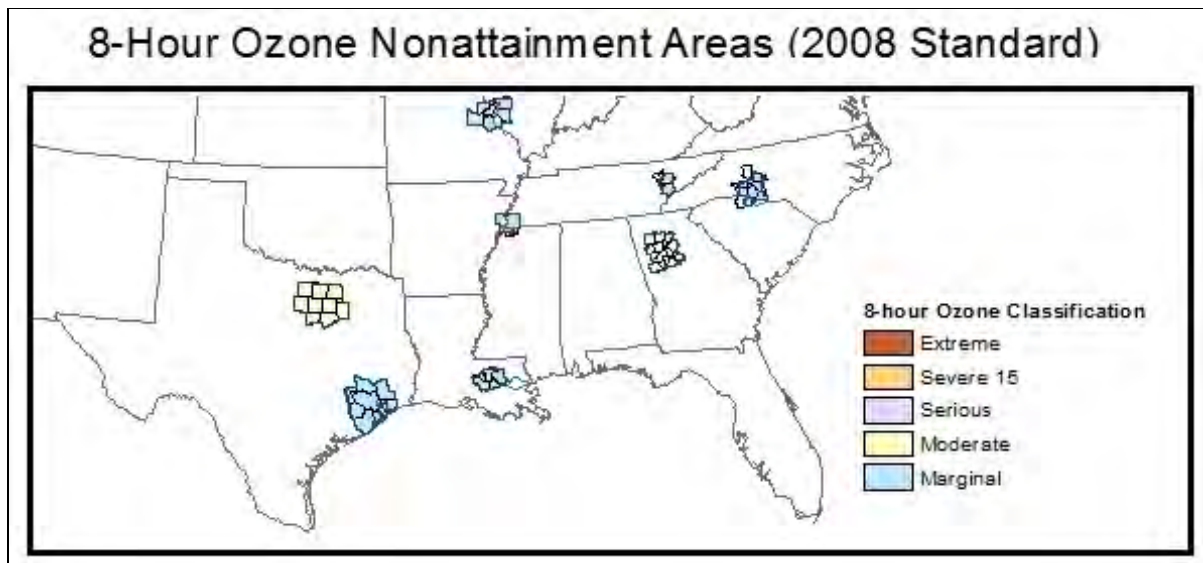 8-Hour Ozone Nonattainment Areas (2008 Standard)
8-hour Ozone Classification
Extreme
Severe 15
Serious
Moderate
Marginal